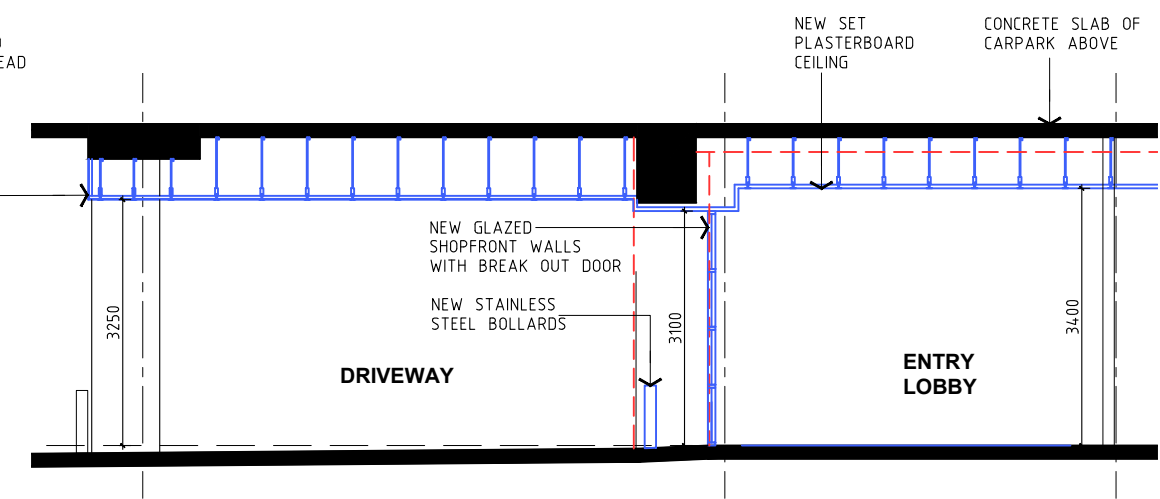 EAD
NEW SET
PLASTERBOARD
CEILING
CONCRETE SLAB OF
CARPARK ABOVE
NEW GLAZED
SHOPFRONT WALLS
WITH BREAK OUT DOOR
NEW STAINLESS
STEEL BOLLARDS
3250
3100
3400
DRIVEWAY
ENTRY
LOBBY